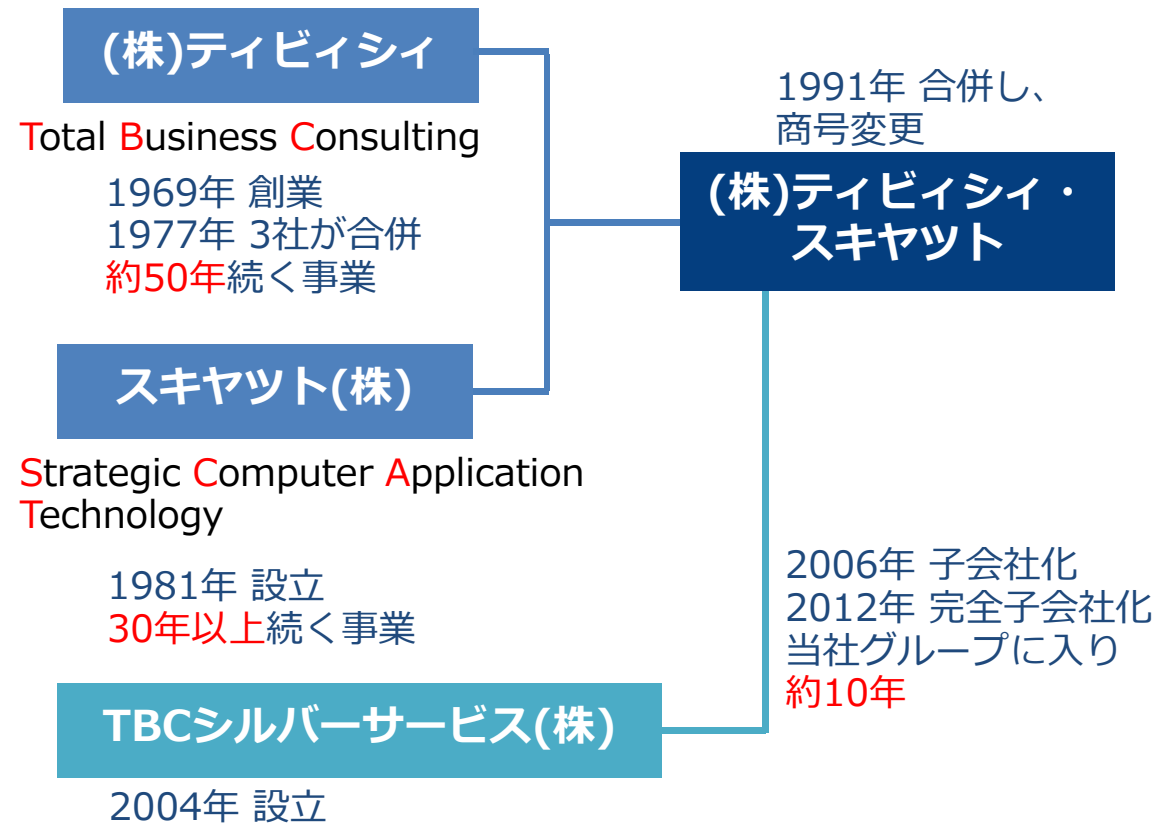 (株)ティビィシィ
Total Business Consulting
1969年 創業
1977年 3社が合併
約50年続く事業
スキヤツト(株)
Strategic Computer Application
Technology
1981年 設立
30年以上続く事業
TBCシルバーサービス(株)
2004年 設立
1991年 合併し、
商号変更
(株)ティビィシィ・
スキヤツト
2006年 子会社化
2012年 完全子会社化
当社グループに入り
約10年